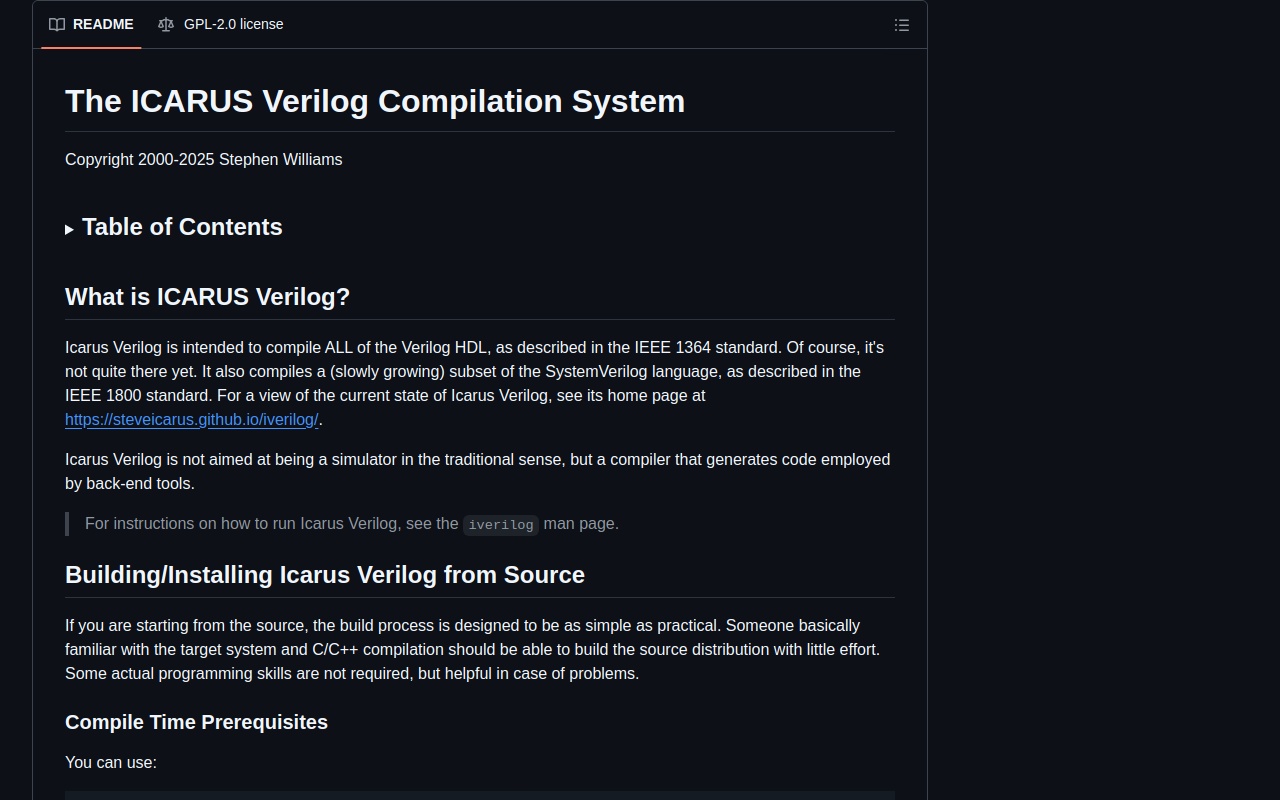 README GPL-2.0 license
The ICARUS Verilog Compilation System
Copyright 2000-2025 Stephen Williams
Table of Contents
What is ICARUS Verilog?
Icarus Verilog is intended to compile ALL of the Verilog HDL, as described in the IEEE 1364 standard. Of course, it's
not quite there yet. It also compiles a (slowly growing) subset of the SystemVerilog language, as described in the
IEEE 1800 standard. For a view of the current state of Icarus Verilog, see its home page at
https://steveicarus.github.io/iverilog/.
Icarus Verilog is not aimed at being a simulator in the traditional sense, but a compiler that generates code employed
by back-end tools.
For instructions on how to run Icarus Verilog, see the iverilog man page.
Building/Installing Icarus Verilog from Source
If you are starting from the source, the build process is designed to be as simple as practical. Someone basically
familiar with the target system and C/C++ compilation should be able to build the source distribution with little effort.
Some actual programming skills are not required, but helpful in case of problems.
Compile Time Prerequisites
You can use: